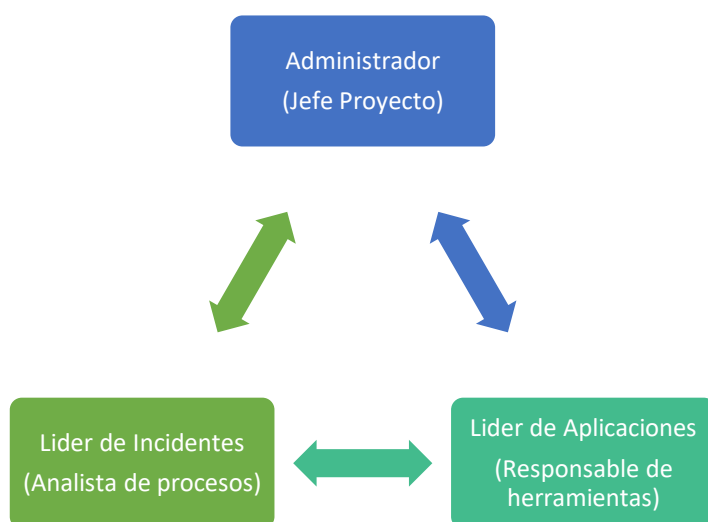 Administrador
(Jefe Proyecto)
Lider de Incidentes
(Analista de procesos)
Lider de Aplicaciones
(Responsable de
herramientas)